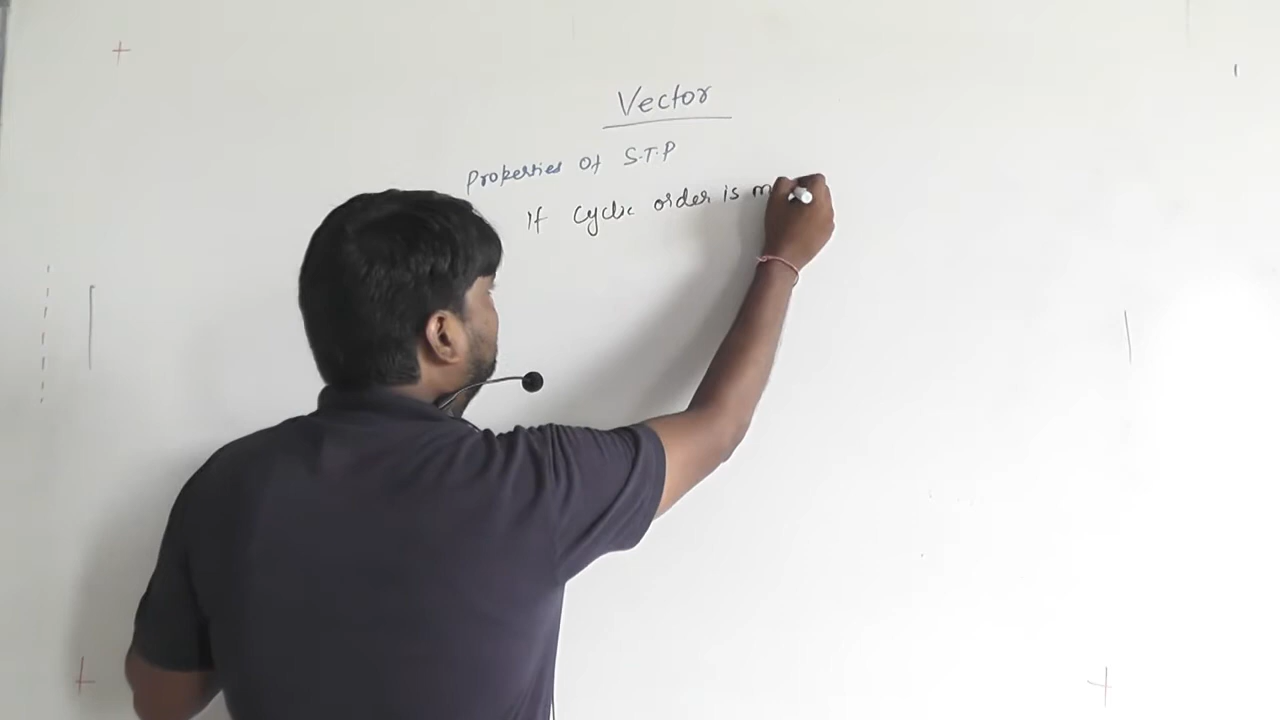 Vector
Properties Of S.T.P
If Cyclic order is m